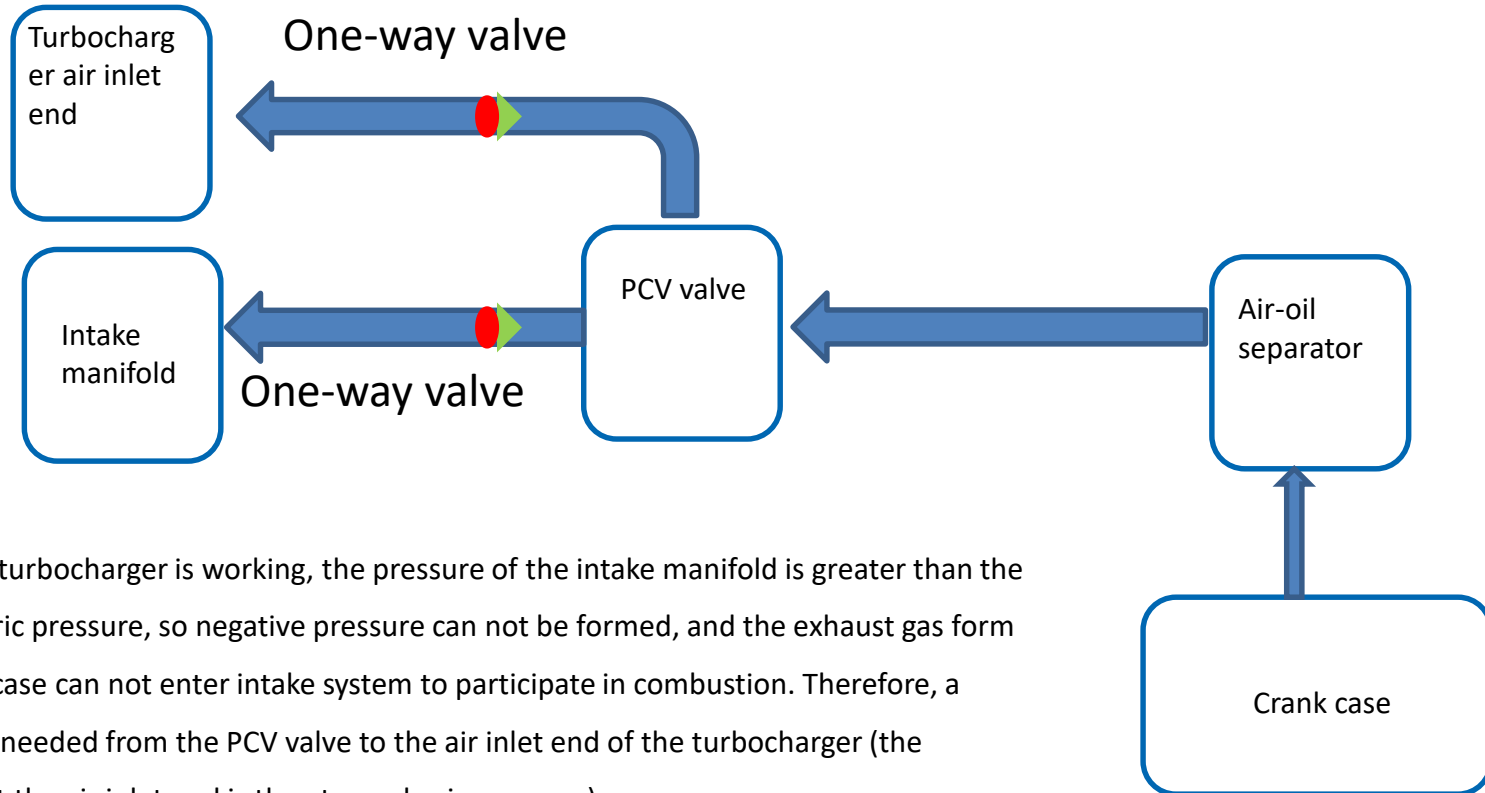 Turbocharg
er air inlet
end
One-way valve
Intake
manifold
One-way valve
PCV valve
Air-oil
separator
Crank case
turbocharger is working, the pressure of the intake manifold is greater than the
ric pressure, so negative pressure can not be formed, and the exhaust gas form
case can not enter intake system to participate in combustion. Therefore, a
needed from the PCV valve to the air inlet end of the turbocharger (the